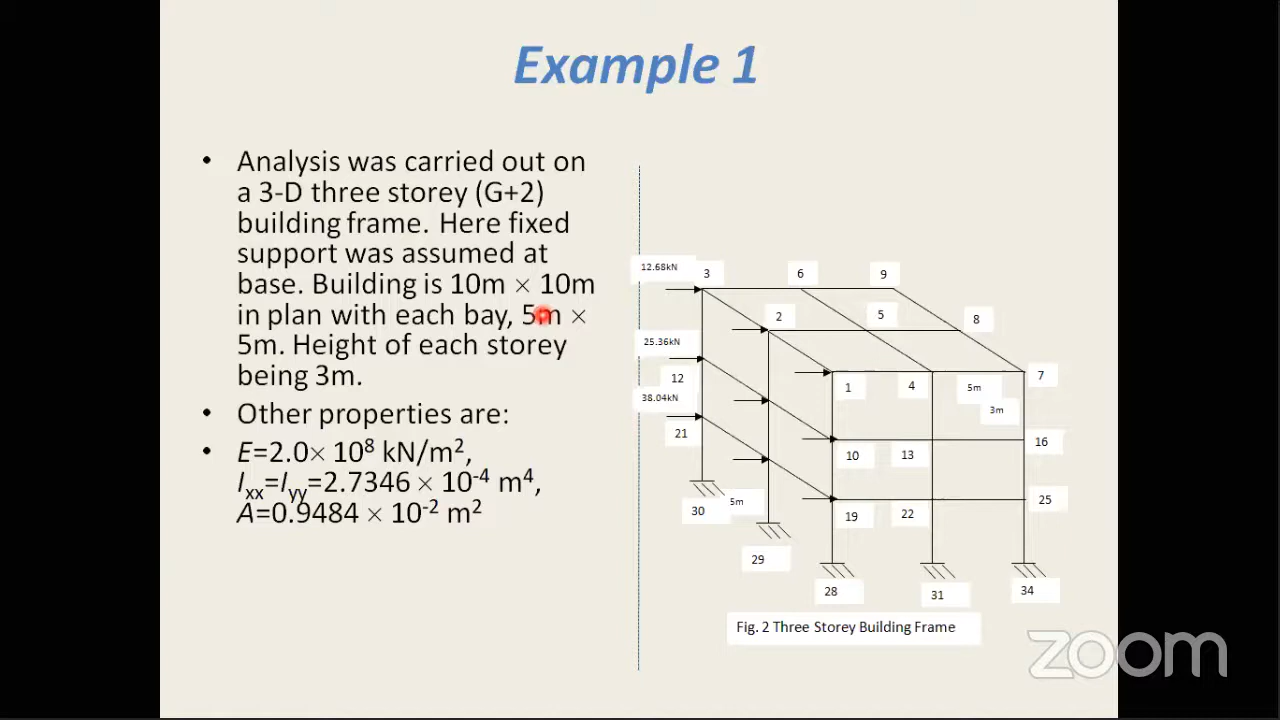 Example 1
• Analysis was carried out on
a 3-D three storey (G+2)
building frame. Here fixed
support was assumed at
base. Building is 10m × 10m
in plan with each bay, 5m ×
5m. Height of each storey
being 3m.
• Other properties are:
• E=2.0× 10⁸ kN/m²,
Ixx=Iyy=2.7346 × 10⁻⁴ m⁴,
A=0.9484 × 10⁻² m²
12.68kN
3
6
9
2
5
8
25.36kN
12
1
4
5m
7
3m
38.04kN
21
10
13
16
5m
30
19
22
25
29
28
31
34
Fig. 2 Three Storey Building Frame
zoom